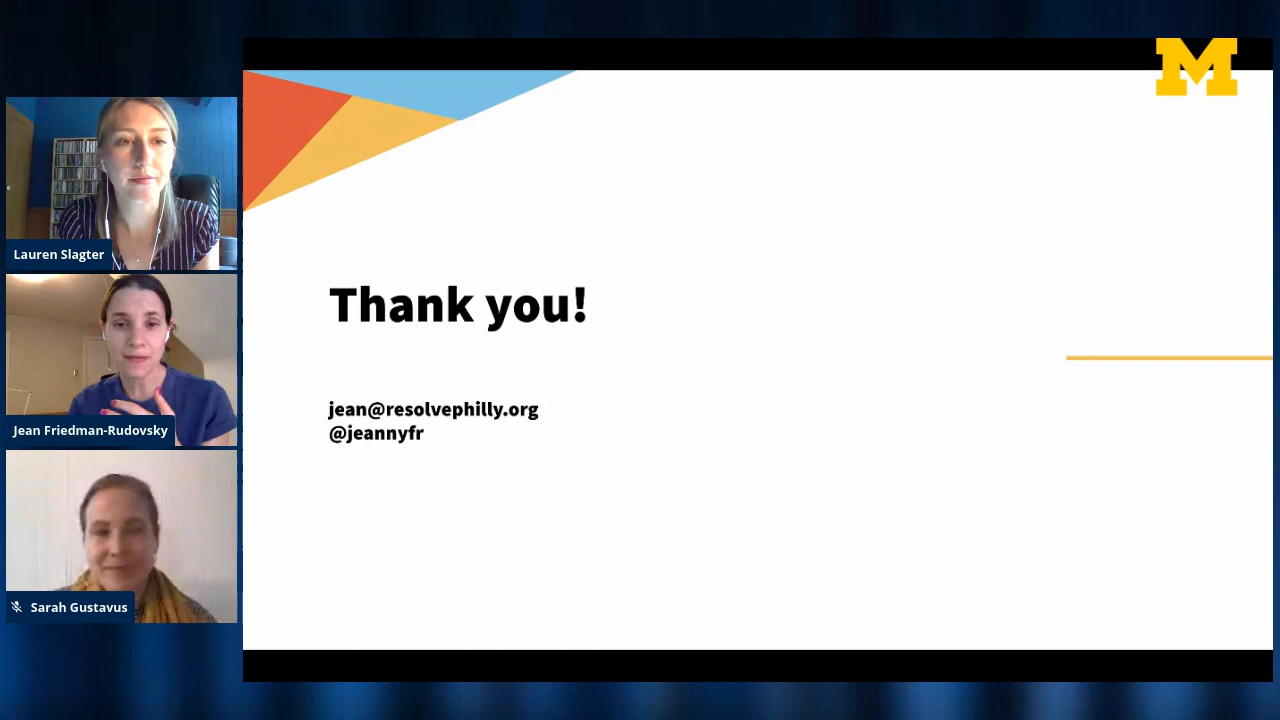 M
Lauren Slagter
Jean Friedman-Rudovsky
Sarah Gustavus
Thank you!
jean@resolvephilly.org
@jeannyfr